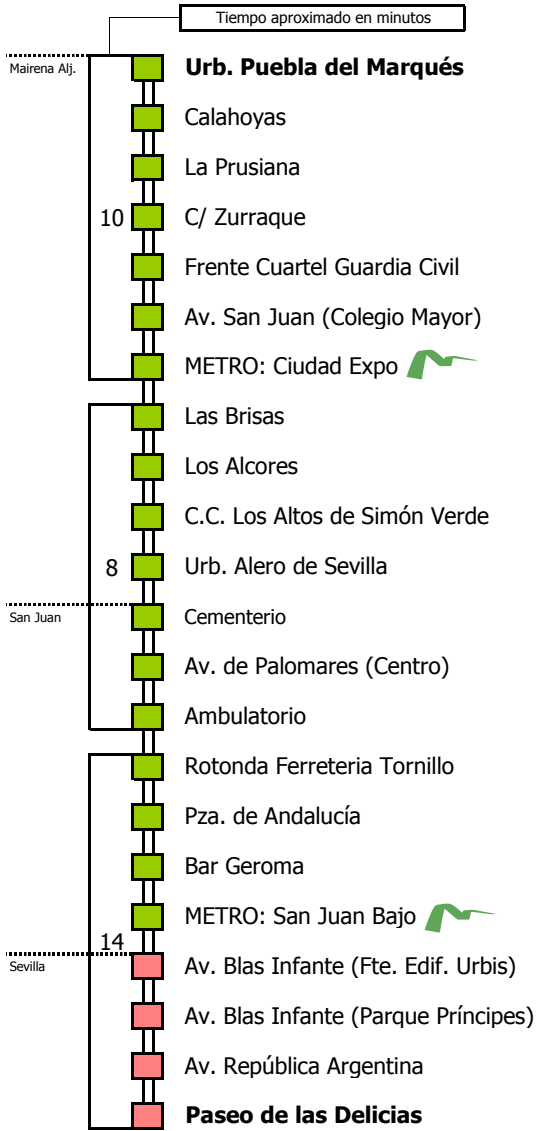 Tiempo aproximado en minutos
Mairena Alj.
Urb. Puebla del Marqués
Calahoyas
La Prusiana
10
C/ Zurraque
Frente Cuartel Guardia Civil
Av. San Juan (Colegio Mayor)
METRO: Ciudad Expo
Las Brisas
Los Alcores
C.C. Los Altos de Simón Verde
8
Urb. Alero de Sevilla
San Juan
Cementerio
Av. de Palomares (Centro)
Ambulatorio
Rotonda Ferreteria Tornillo
Pza. de Andalucía
Bar Geroma
METRO: San Juan Bajo
14
Sevilla
Av. Blas Infante (Fte. Edif. Urbis)
Av. Blas Infante (Parque Príncipes)
Av. República Argentina
Paseo de las Delicias